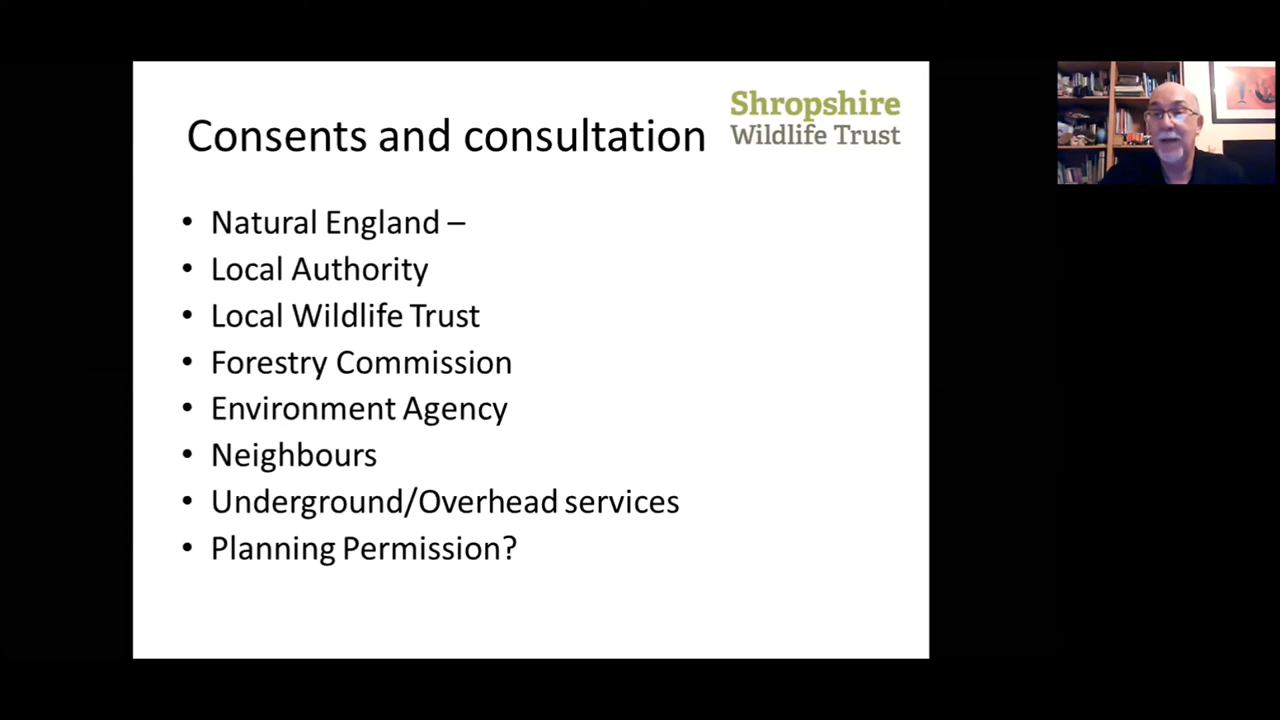 Consents and consultation
Shropshire
Wildlife Trust
• Natural England –
• Local Authority
• Local Wildlife Trust
• Forestry Commission
• Environment Agency
• Neighbours
• Underground/Overhead services
• Planning Permission?